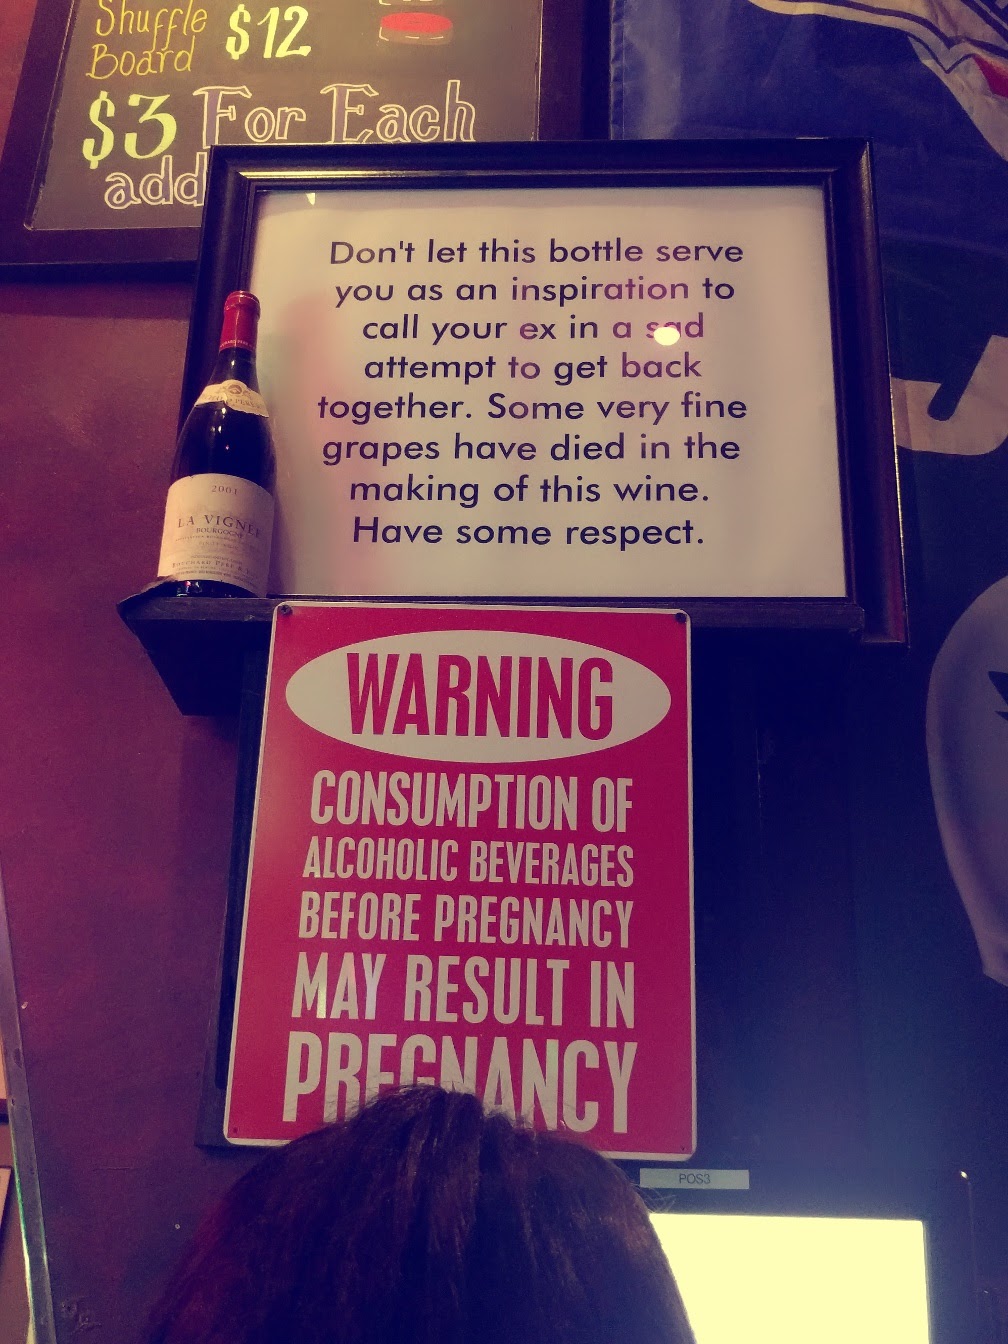 Shuffle
Board $12
$3 For Each
add
Don't let this bottle serve
you as an inspiration to
call your ex in a sad
attempt to get back
together. Some very fine
grapes have died in the
making of this wine.
Have some respect.
2001
LA VIGNÉE
BOURGOGNE
BOUCHARD PÈRE &
WARNING
CONSUMPTION OF
ALCOHOLIC BEVERAGES
BEFORE PREGNANCY
MAY RESULT IN
PREGNANCY
POS3